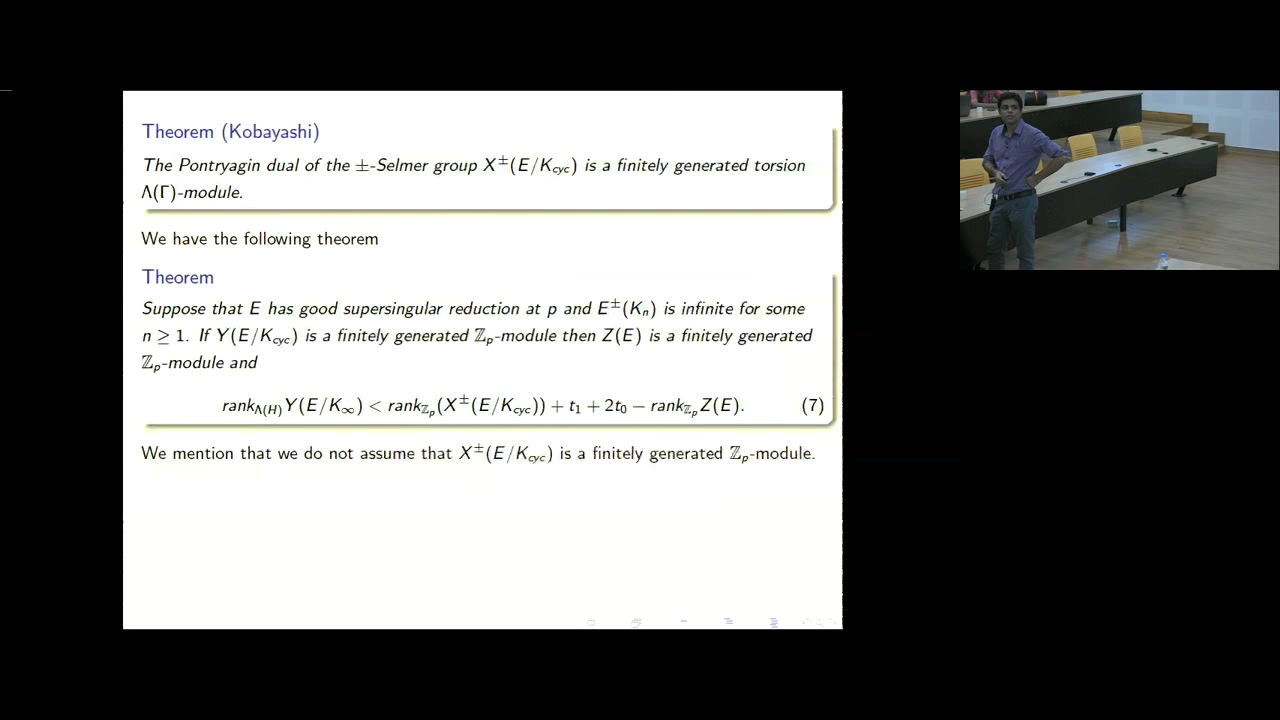 Theorem (Kobayashi)
The Pontryagin dual of the ±-Selmer group X^±(E/K_cyc) is a finitely generated torsion
Λ(Γ)-module.
We have the following theorem
Theorem
Suppose that E has good supersingular reduction at p and E^±(K_n) is infinite for some
n ≥ 1. If Y(E/K_cyc) is a finitely generated ℤ_p-module then Z(E) is a finitely generated
ℤ_p-module and
rank_Λ(H) Y(E/K_∞) < rank_ℤ_p(X^±(E/K_cyc)) + t_1 + 2t_0 − rank_ℤ_p Z(E). (7)
We mention that we do not assume that X^±(E/K_cyc) is a finitely generated ℤ_p-module.